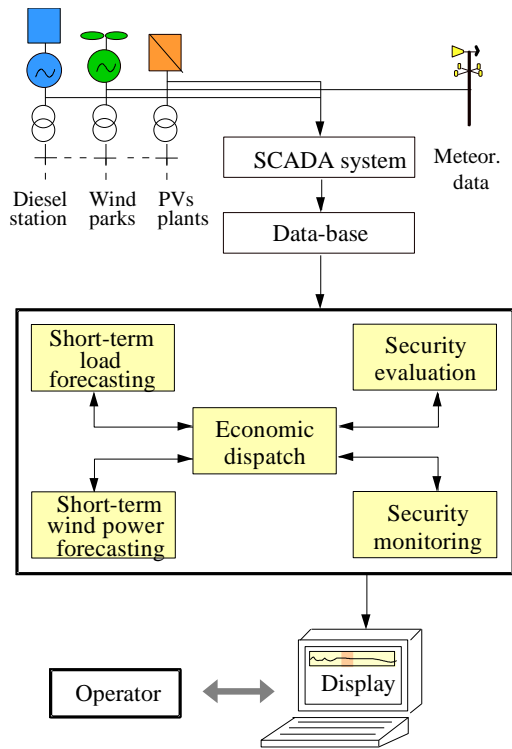 SCADA system
Meteor.
data
Diesel
station
Wind
parks
PVs
plants
Data-base
Short-term
load
forecasting
Security
evaluation
Economic
dispatch
Short-term
wind power
forecasting
Security
monitoring
Operator
Display